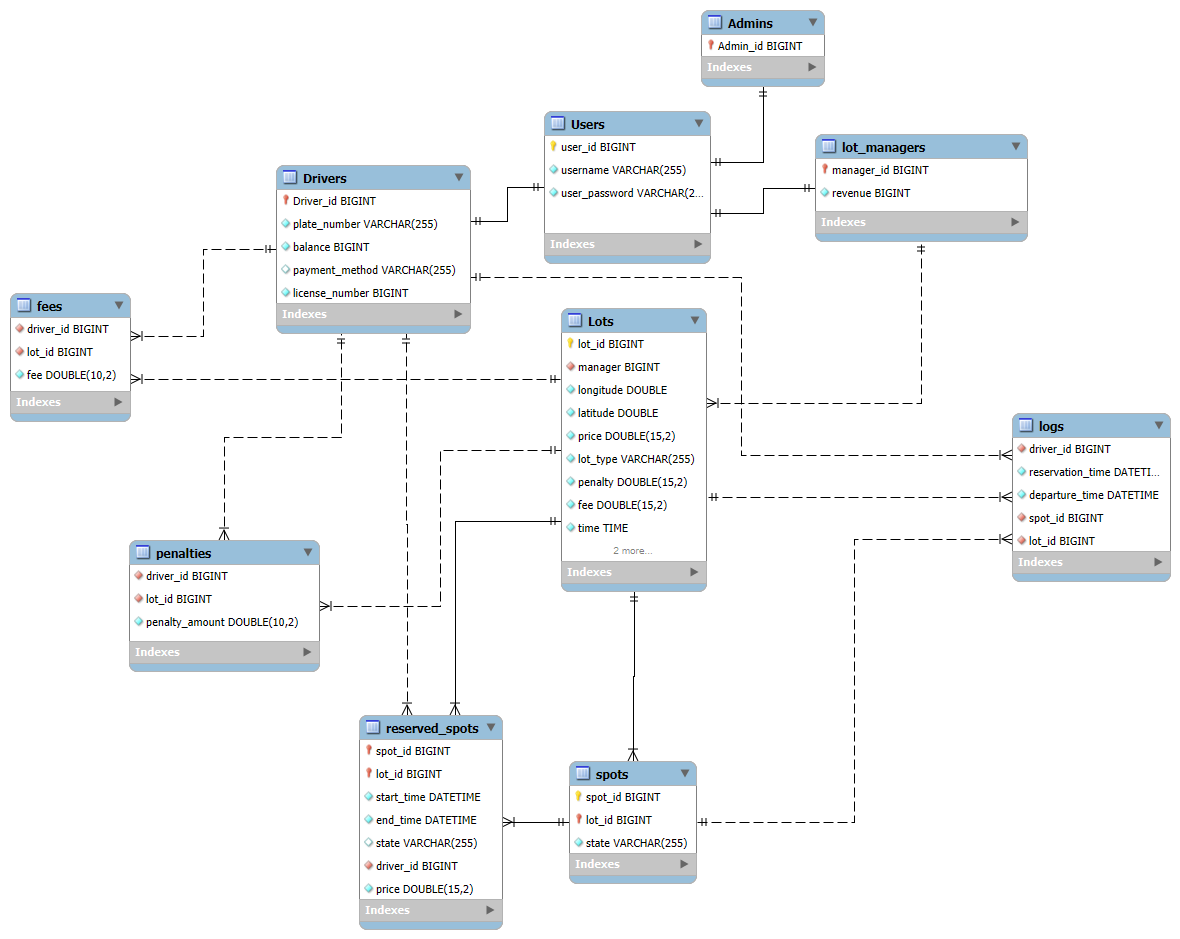 Admins
Admin_id BIGINT
Indexes
Users
user_id BIGINT
username VARCHAR(255)
user_password VARCHAR(2...
Indexes
lot_managers
manager_id BIGINT
revenue BIGINT
Indexes
Drivers
Driver_id BIGINT
plate_number VARCHAR(255)
balance BIGINT
payment_method VARCHAR(255)
license_number BIGINT
Indexes
fees
driver_id BIGINT
lot_id BIGINT
fee DOUBLE(10,2)
Indexes
Lots
lot_id BIGINT
manager BIGINT
longitude DOUBLE
latitude DOUBLE
price DOUBLE(15,2)
lot_type VARCHAR(255)
penalty DOUBLE(15,2)
fee DOUBLE(15,2)
time TIME
2 more...
Indexes
logs
driver_id BIGINT
reservation_time DATETI...
departure_time DATETIME
spot_id BIGINT
lot_id BIGINT
Indexes
penalties
driver_id BIGINT
lot_id BIGINT
penalty_amount DOUBLE(10,2)
Indexes
reserved_spots
spot_id BIGINT
lot_id BIGINT
start_time DATETIME
end_time DATETIME
state VARCHAR(255)
driver_id BIGINT
price DOUBLE(15,2)
Indexes
spots
spot_id BIGINT
lot_id BIGINT
state VARCHAR(255)
Indexes